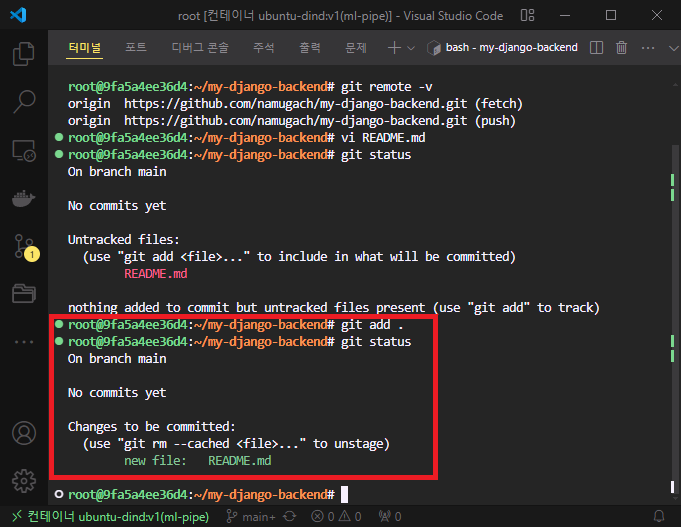 root [컨테이너 ubuntu-dind:v1(ml-pipe)] - Visual Studio Code
터미널 포트 디버그 콘솔 주석 출력 문제 bash - my-django-backend
root@9fa5a4ee36d4:~/my-django-backend# git remote -v
origin  https://github.com/namugach/my-django-backend.git (fetch)
origin  https://github.com/namugach/my-django-backend.git (push)
root@9fa5a4ee36d4:~/my-django-backend# vi README.md
root@9fa5a4ee36d4:~/my-django-backend# git status
On branch main
No commits yet
Untracked files:
  (use "git add <file>..." to include in what will be committed)
        README.md
nothing added to commit but untracked files present (use "git add" to track)
root@9fa5a4ee36d4:~/my-django-backend# git add .
root@9fa5a4ee36d4:~/my-django-backend# git status
On branch main
No commits yet
Changes to be committed:
  (use "git rm --cached <file>..." to unstage)
        new file:   README.md
root@9fa5a4ee36d4:~/my-django-backend#
1
컨테이너 ubuntu-dind:v1(ml-pipe) main+ 0 0 0